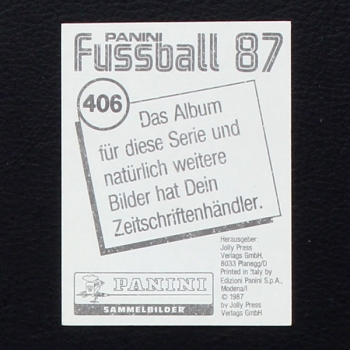 PANINI
Fussball 87
406
Das Album
für diese Serie und
natürlich weitere
Bilder hat Dein
Zeitschriftenhändler.
Herausgeber:
Jolly Press
Verlags GmbH,
8033 Planegg/D
Printed in Italy by
Edizioni Panini S.p.A.,
Modena/I
© 1987
by Jolly Press
Verlags GmbH
PANINI
SAMMELBILDER